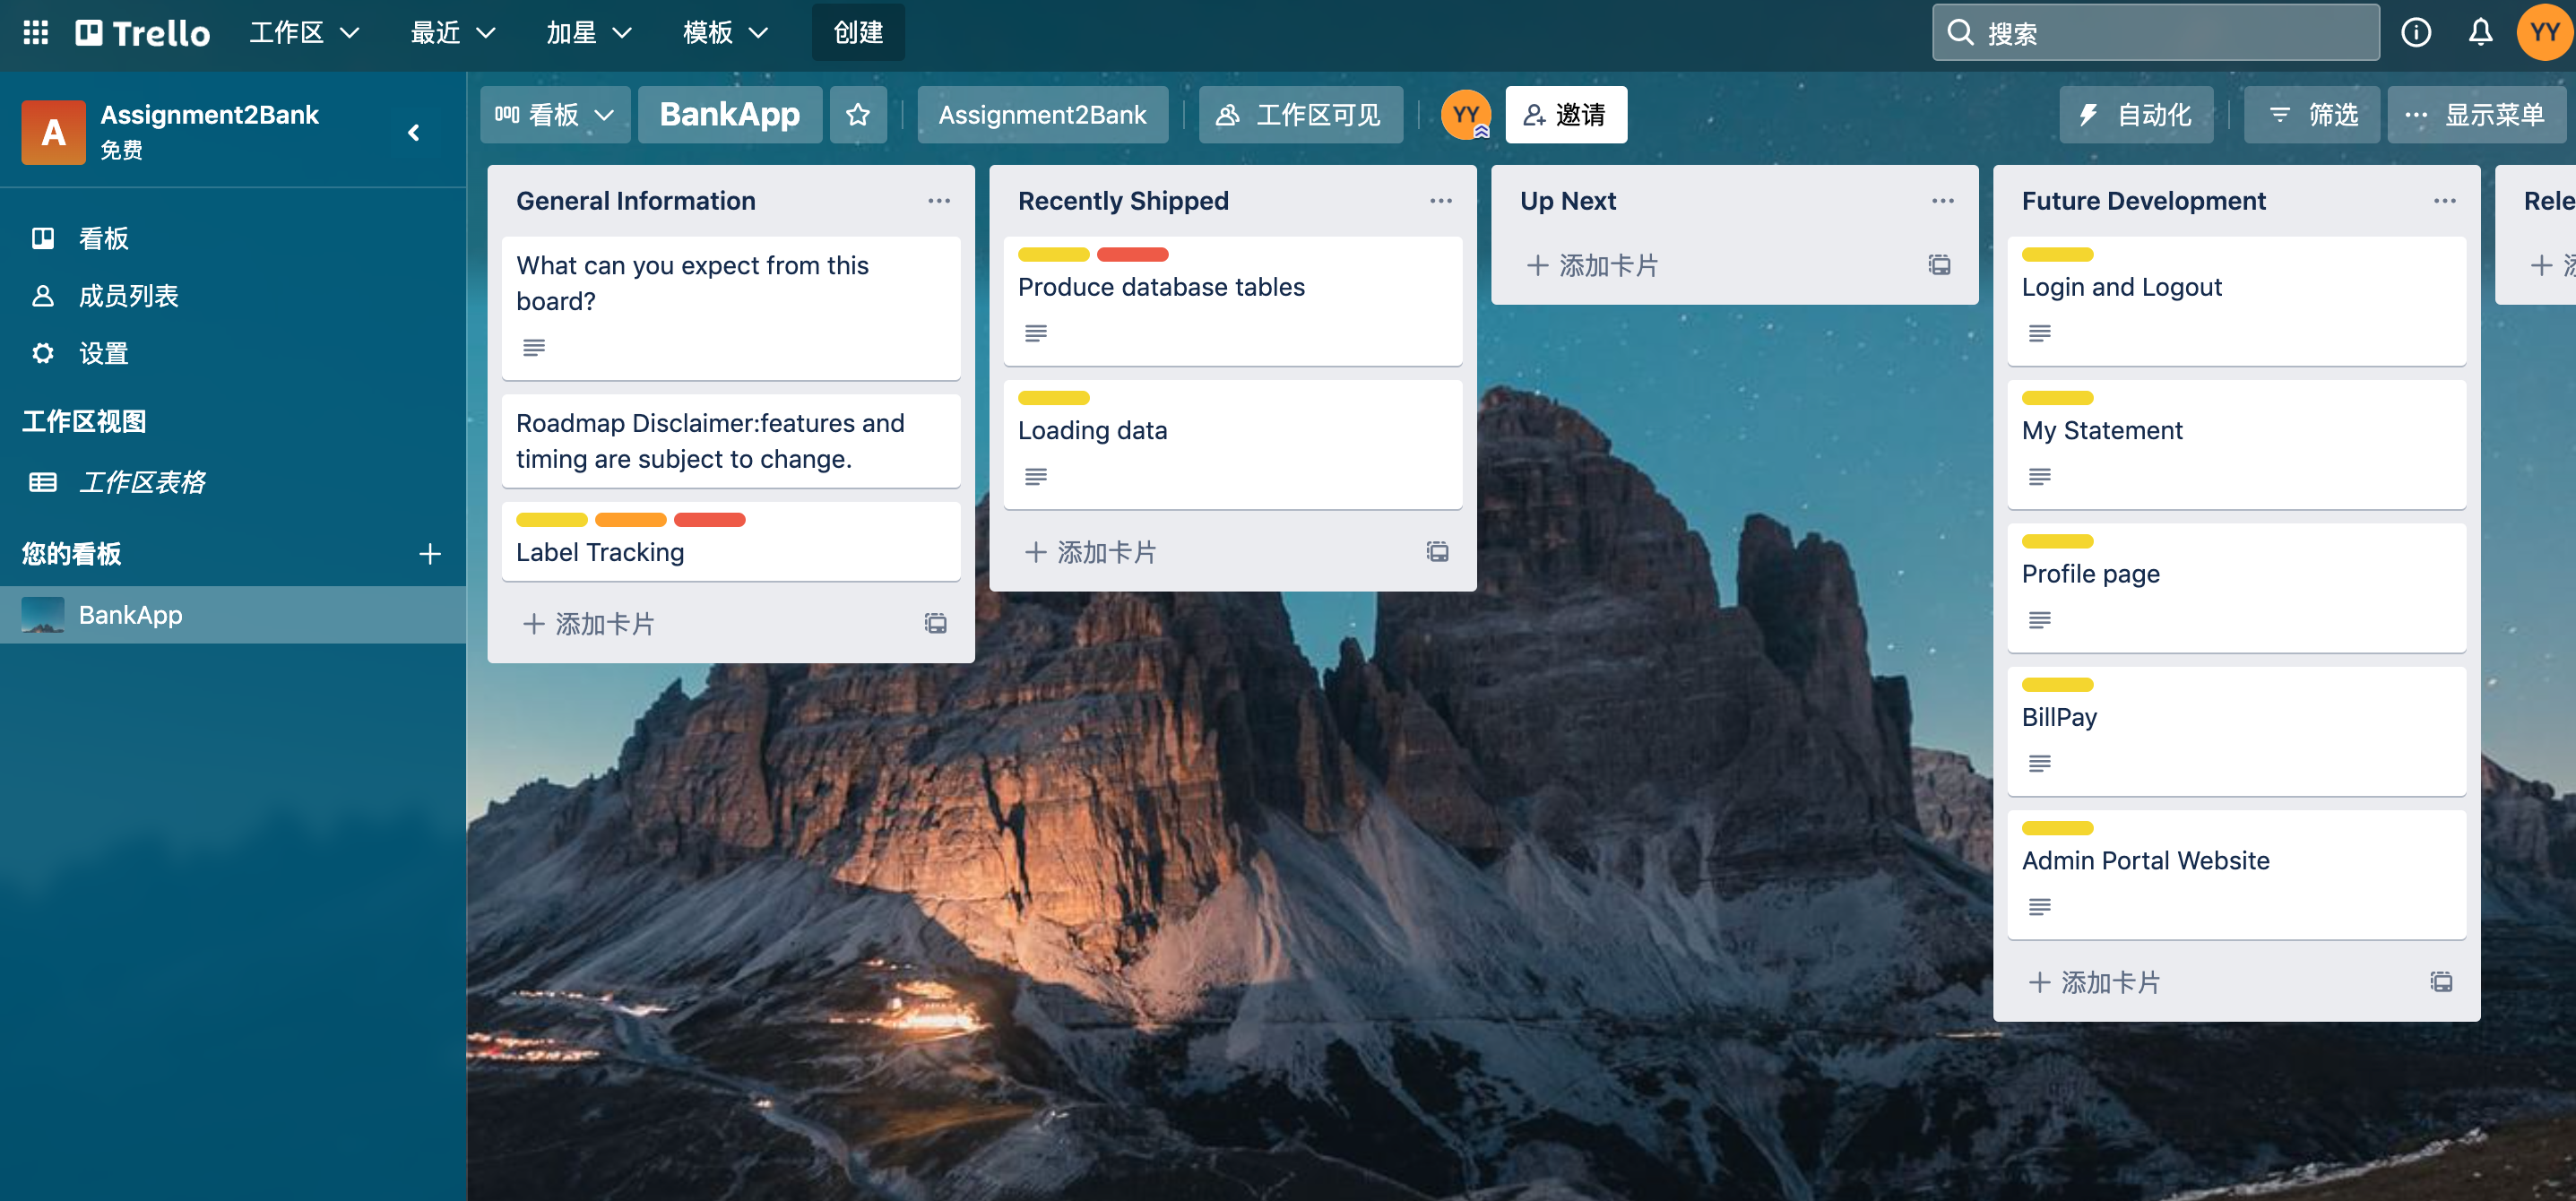 Trello
工作区
最近
加星
模板
创建
搜索
YY
A
Assignment2Bank
免费
看板
成员列表
设置
工作区视图
工作区表格
您的看板
BankApp
看板
BankApp
Assignment2Bank
工作区可见
YY
邀请
自动化
筛选
显示菜单
General Information
What can you expect from this
board?
Roadmap Disclaimer:features and
timing are subject to change.
Label Tracking
添加卡片
Recently Shipped
Produce database tables
Loading data
添加卡片
Up Next
添加卡片
Future Development
Login and Logout
My Statement
Profile page
BillPay
Admin Portal Website
添加卡片
Rele